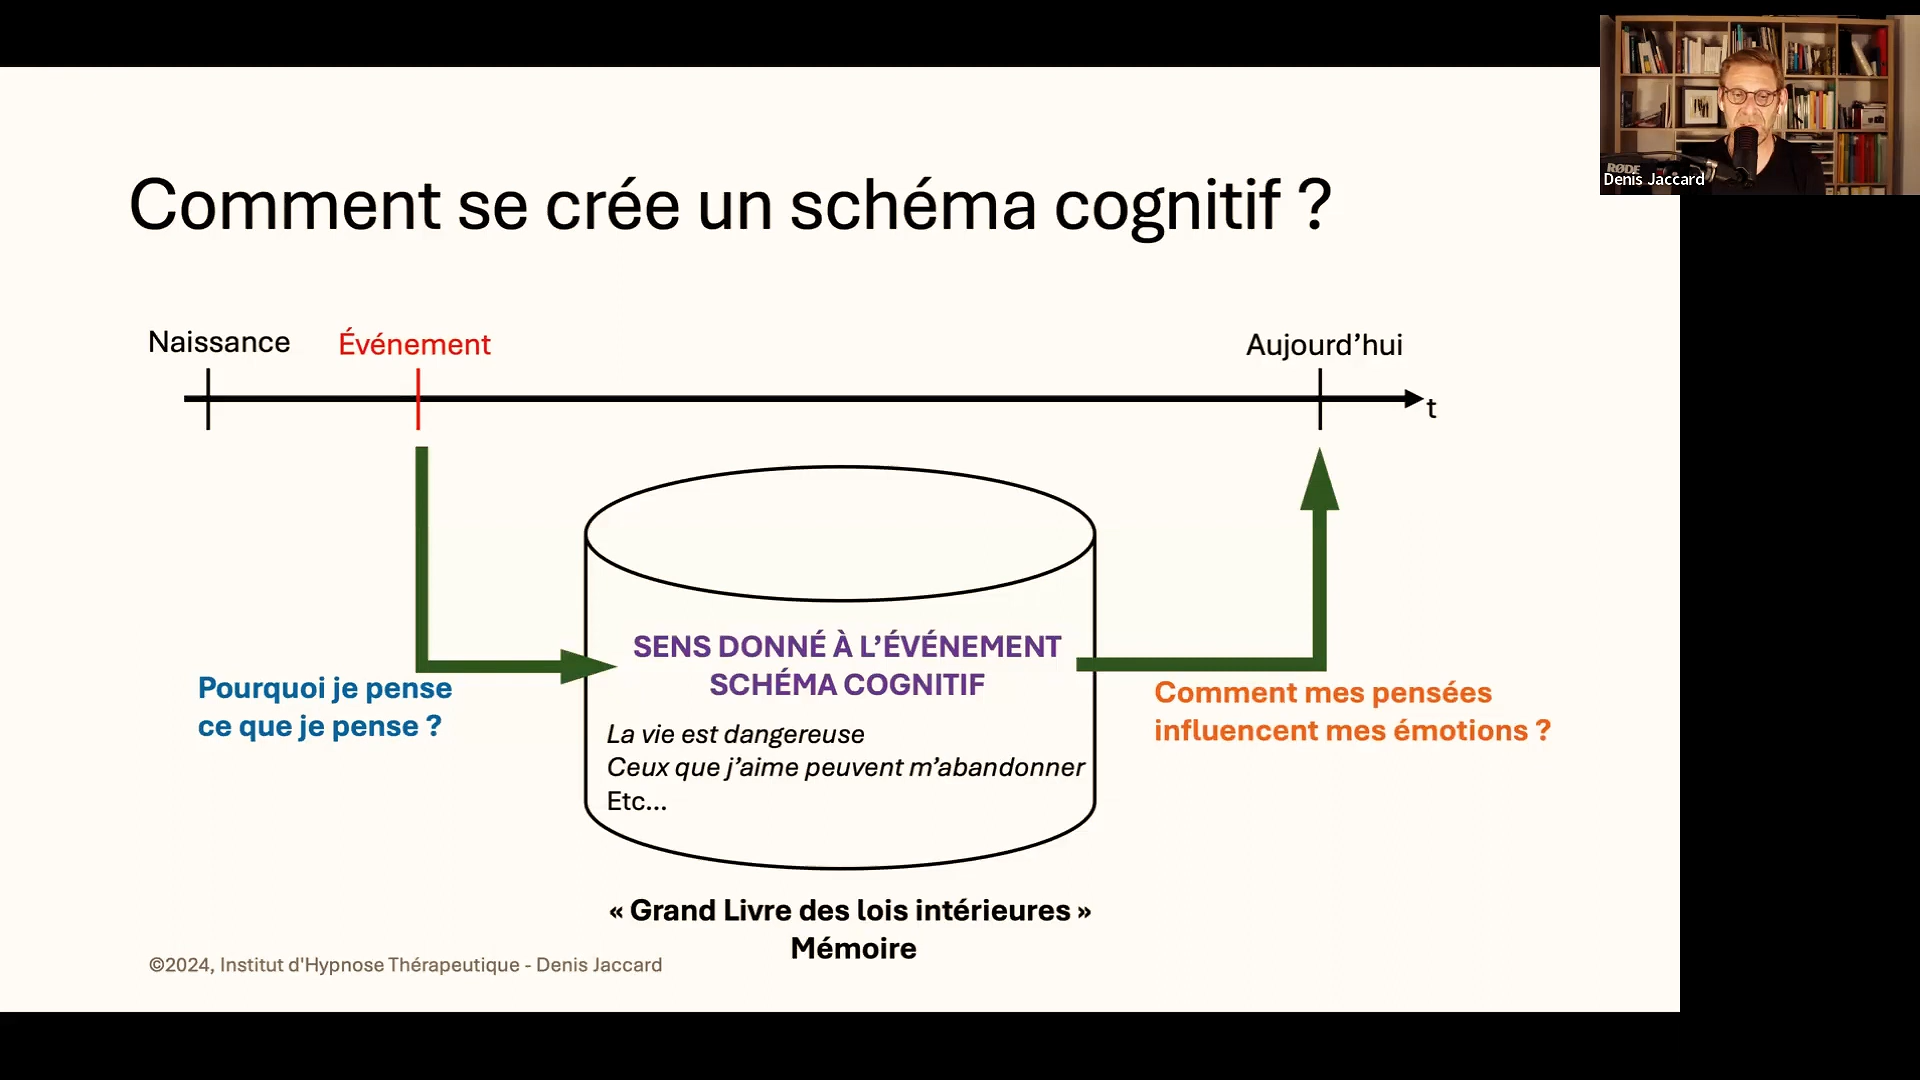 RØDE
Denis Jaccard
Comment se crée un schéma cognitif ?
Naissance
Événement
Aujourd’hui
t
SENS DONNÉ À L’ÉVÉNEMENT
SCHÉMA COGNITIF
Pourquoi je pense
ce que je pense ?
Comment mes pensées
influencent mes émotions ?
La vie est dangereuse
Ceux que j’aime peuvent m’abandonner
Etc...
« Grand Livre des lois intérieures »
Mémoire
©2024, Institut d'Hypnose Thérapeutique - Denis Jaccard